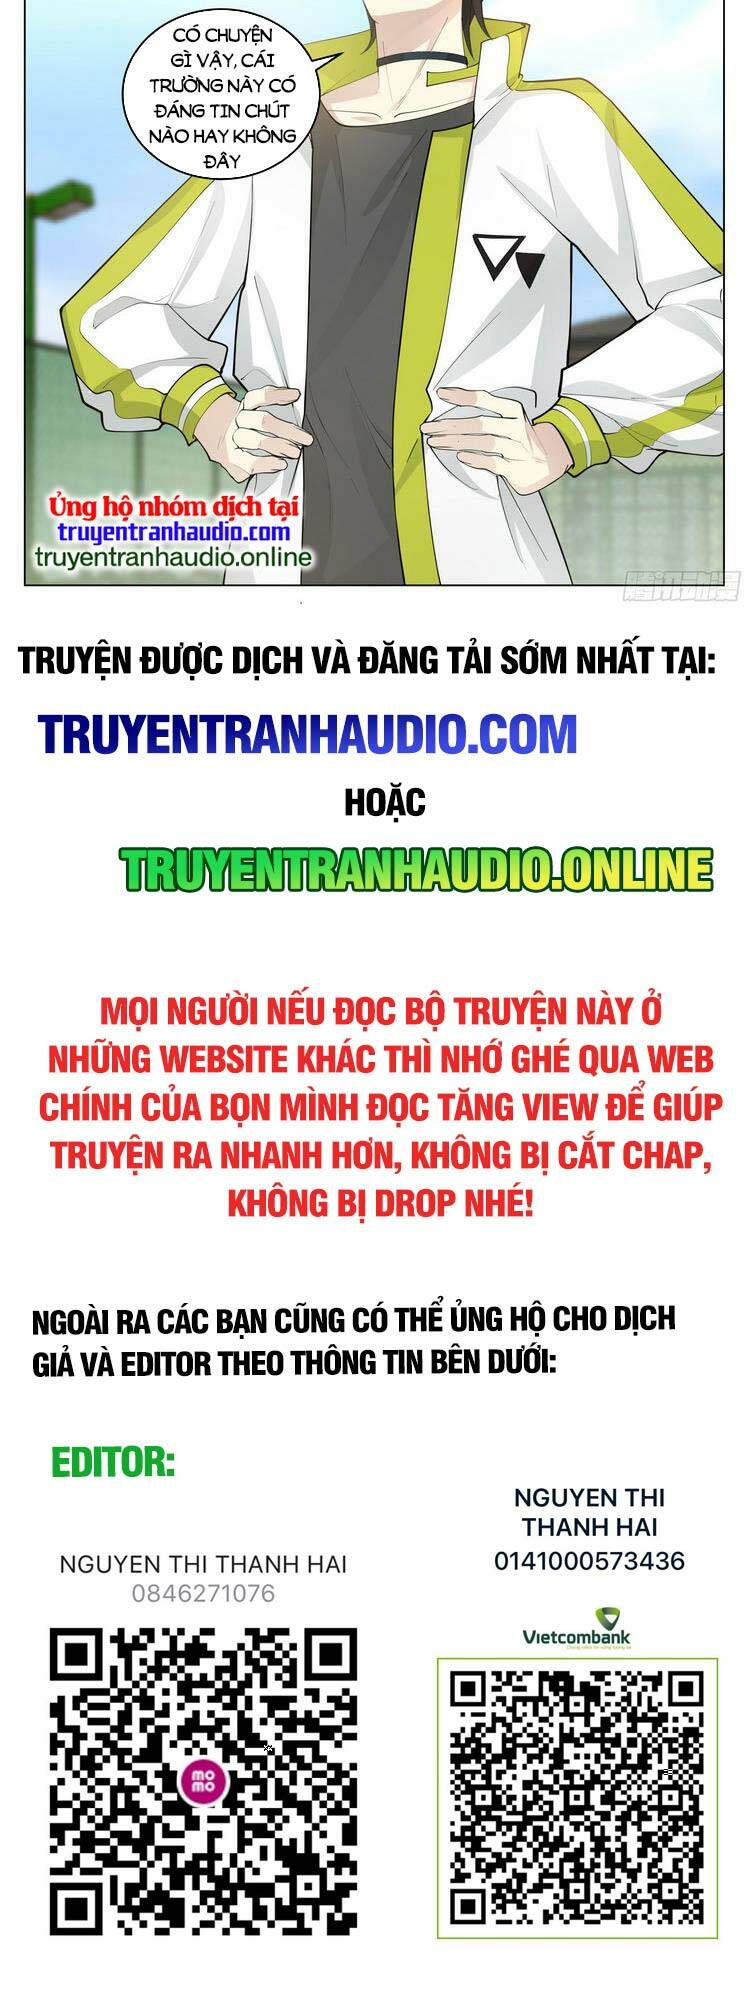 CÓ CHUYỆN
GÌ VẬY, CÁI
TRƯỜNG NÀY CÓ
ĐÁNG TIN CHÚT
NÀO HAY KHÔNG
ĐÂY
Ủng hộ nhóm dịch tại
truyentranhaudio.com
truyentranhaudio.online
腾讯动漫
TRUYỆN ĐƯỢC DỊCH VÀ ĐĂNG TẢI SỚM NHẤT TẠI:
TRUYENTRANHAUDIO.COM
HOẶC
TRUYENTRANHAUDIO.ONLINE
MỌI NGƯỜI NẾU ĐỌC BỘ TRUYỆN NÀY Ở
NHỮNG WEBSITE KHÁC THÌ NHỚ GHÉ QUA WEB
CHÍNH CỦA BỌN MÌNH ĐỌC TĂNG VIEW ĐỂ GIÚP
TRUYỆN RA NHANH HƠN, KHÔNG BỊ CẮT CHAP,
KHÔNG BỊ DROP NHÉ!
NGOÀI RA CÁC BẠN CŨNG CÓ THỂ ỦNG HỘ CHO DỊCH
GIẢ VÀ EDITOR THEO THÔNG TIN BÊN DƯỚI:
EDITOR:
NGUYEN THI THANH HAI
0846271076
mo
mo
NGUYEN THI
THANH HAI
0141000573436
Vietcombank